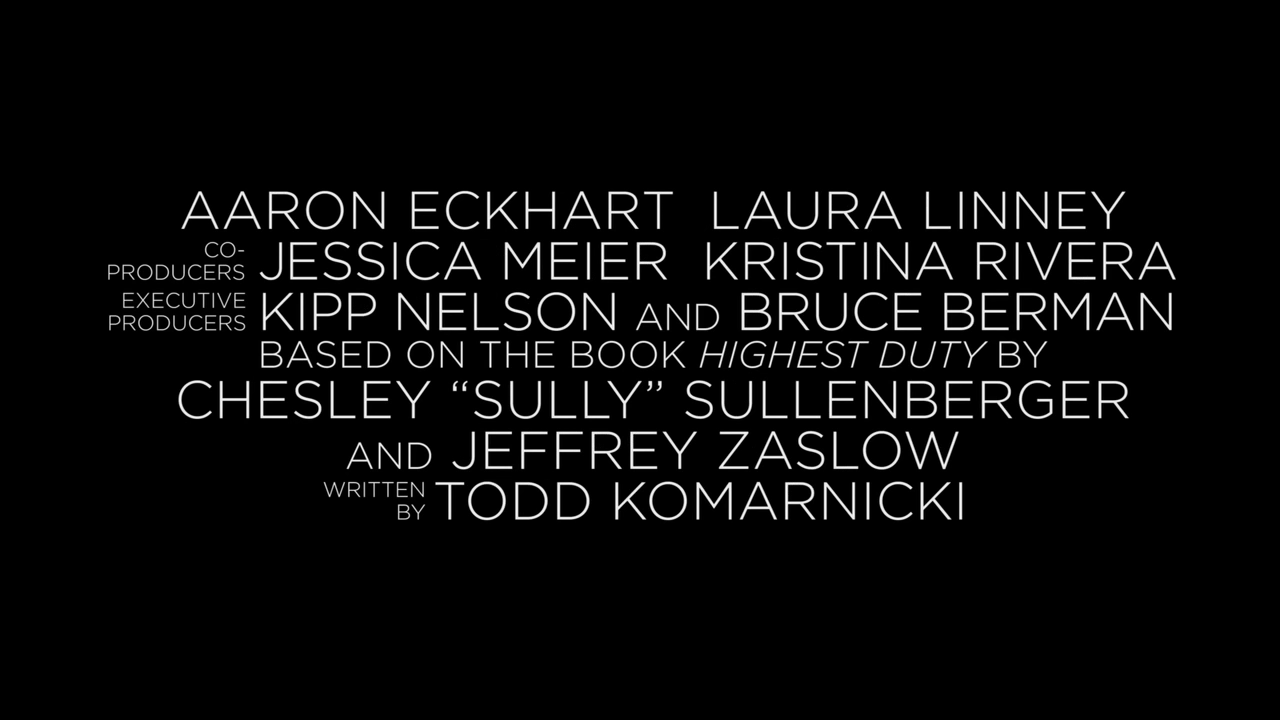 AARON ECKHART LAURA LINNEY
CO-PRODUCERS JESSICA MEIER KRISTINA RIVERA
EXECUTIVE PRODUCERS KIPP NELSON AND BRUCE BERMAN
BASED ON THE BOOK HIGHEST DUTY BY
CHESLEY “SULLY” SULLENBERGER
AND JEFFREY ZASLOW
WRITTEN BY TODD KOMARNICKI